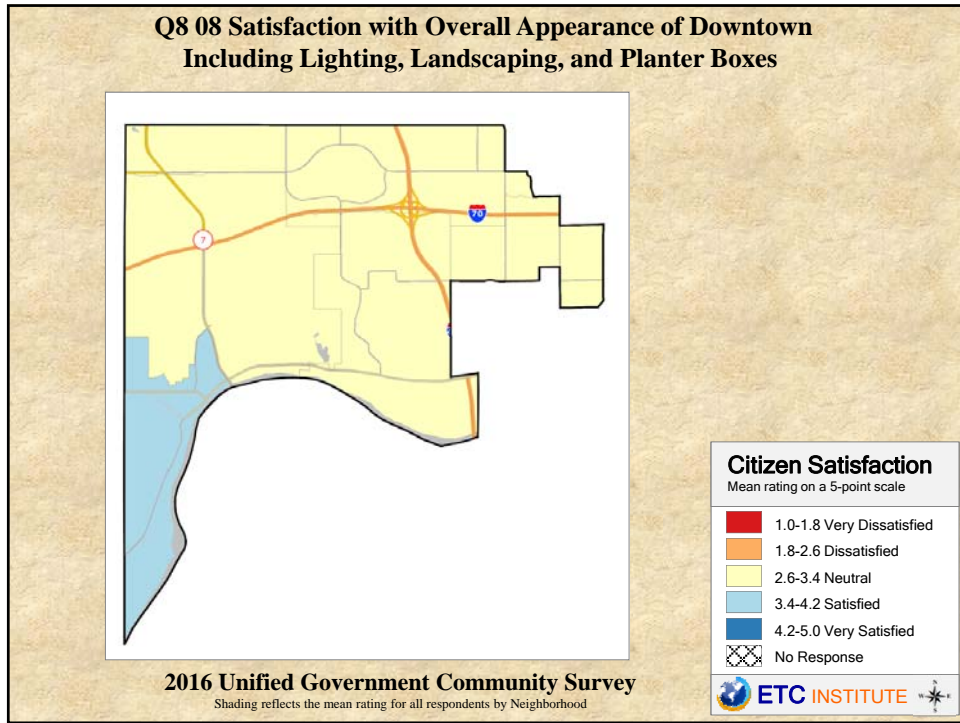 Q8 08 Satisfaction with Overall Appearance of Downtown
Including Lighting, Landscaping, and Planter Boxes
70
7
Citizen Satisfaction
Mean rating on a 5-point scale
1.0-1.8 Very Dissatisfied
1.8-2.6 Dissatisfied
2.6-3.4 Neutral
3.4-4.2 Satisfied
4.2-5.0 Very Satisfied
No Response
ETC INSTITUTE
N
W E
S
2016 Unified Government Community Survey
Shading reflects the mean rating for all respondents by Neighborhood